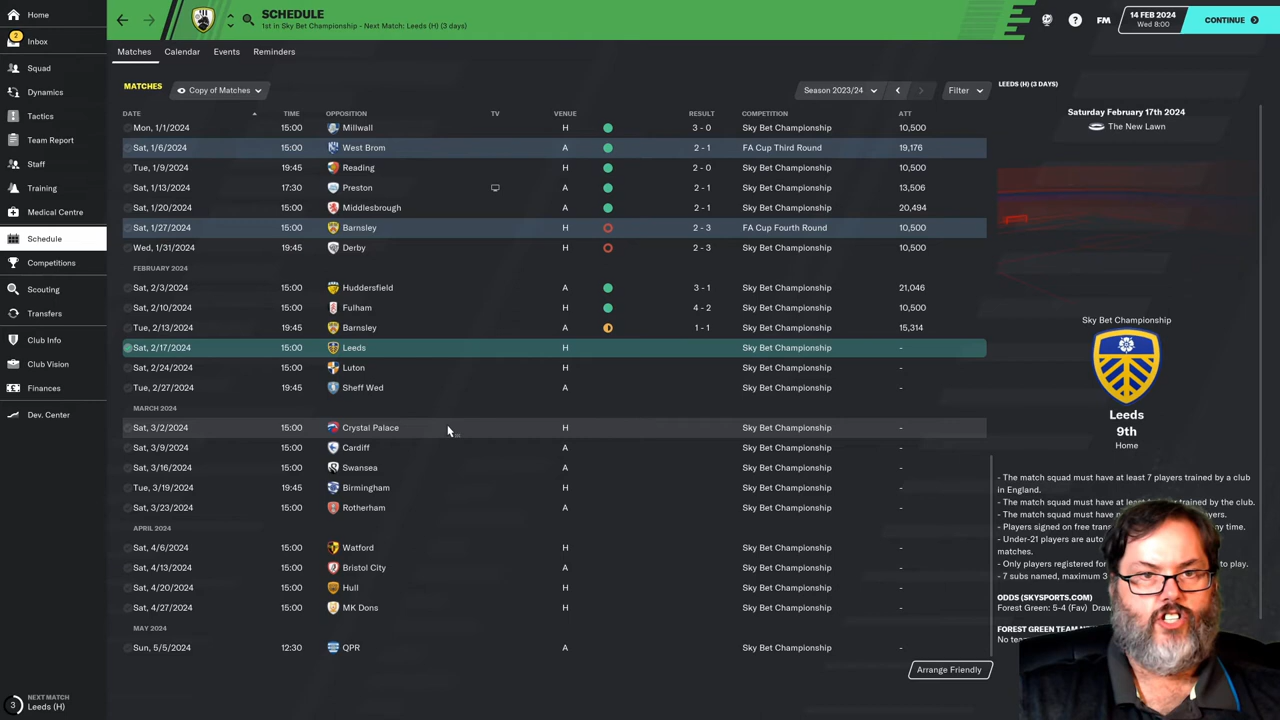 Home
2
Inbox
Squad
Dynamics
Tactics
Team Report
Staff
Training
Medical Centre
Schedule
Competitions
Scouting
Transfers
Club Info
Club Vision
Finances
Dev. Center
3
NEXT MATCH
Leeds (H)
SCHEDULE
1st in Sky Bet Championship - Next Match: Leeds (H) (3 days)
FM
14 FEB 2024
Wed 8:00
CONTINUE
Matches Calendar Events Reminders
MATCHES Copy of Matches Season 2023/24 Filter
DATE TIME OPPOSITION TV VENUE RESULT COMPETITION ATT
Mon, 1/1/2024 15:00 Millwall H 3 - 0 Sky Bet Championship 10,500
Sat, 1/6/2024 15:00 West Brom A 2 - 1 FA Cup Third Round 19,176
Tue, 1/9/2024 19:45 Reading H 2 - 0 Sky Bet Championship 10,500
Sat, 1/13/2024 17:30 Preston A 2 - 1 Sky Bet Championship 13,506
Sat, 1/20/2024 15:00 Middlesbrough A 2 - 1 Sky Bet Championship 20,494
Sat, 1/27/2024 15:00 Barnsley H 2 - 3 FA Cup Fourth Round 10,500
Wed, 1/31/2024 19:45 Derby H 2 - 3 Sky Bet Championship 10,500
FEBRUARY 2024
Sat, 2/3/2024 15:00 Huddersfield A 3 - 1 Sky Bet Championship 21,046
Sat, 2/10/2024 15:00 Fulham H 4 - 2 Sky Bet Championship 10,500
Tue, 2/13/2024 19:45 Barnsley A 1 - 1 Sky Bet Championship 15,314
Sat, 2/17/2024 15:00 Leeds H Sky Bet Championship -
Sat, 2/24/2024 15:00 Luton H Sky Bet Championship -
Tue, 2/27/2024 19:45 Sheff Wed A Sky Bet Championship -
MARCH 2024
Sat, 3/2/2024 15:00 Crystal Palace H Sky Bet Championship -
Sat, 3/9/2024 15:00 Cardiff A Sky Bet Championship -
Sat, 3/16/2024 15:00 Swansea A Sky Bet Championship -
Tue, 3/19/2024 19:45 Birmingham H Sky Bet Championship -
Sat, 3/23/2024 15:00 Rotherham A Sky Bet Championship -
APRIL 2024
Sat, 4/6/2024 15:00 Watford H Sky Bet Championship -
Sat, 4/13/2024 15:00 Bristol City A Sky Bet Championship -
Sat, 4/20/2024 15:00 Hull H Sky Bet Championship -
Sat, 4/27/2024 15:00 MK Dons H Sky Bet Championship -
MAY 2024
Sun, 5/5/2024 12:30 QPR A Sky Bet Championship -
Arrange Friendly
LEEDS (H) (3 DAYS)
Saturday February 17th 2024
The New Lawn
Sky Bet Championship
Leeds
9th
Home
- The match squad must have at least 7 players trained by a club
in England.
- The match squad must have at trained by the club.
- The match squad must have
- Players signed on free time.
- Under-21 players are
matches.
- Only players registered to play.
- 7 subs named, maximum 3
ODDS (SKYSPORTS.COM)
Forest Green: 5-4 (Fav)
FOREST GREEN TEAM